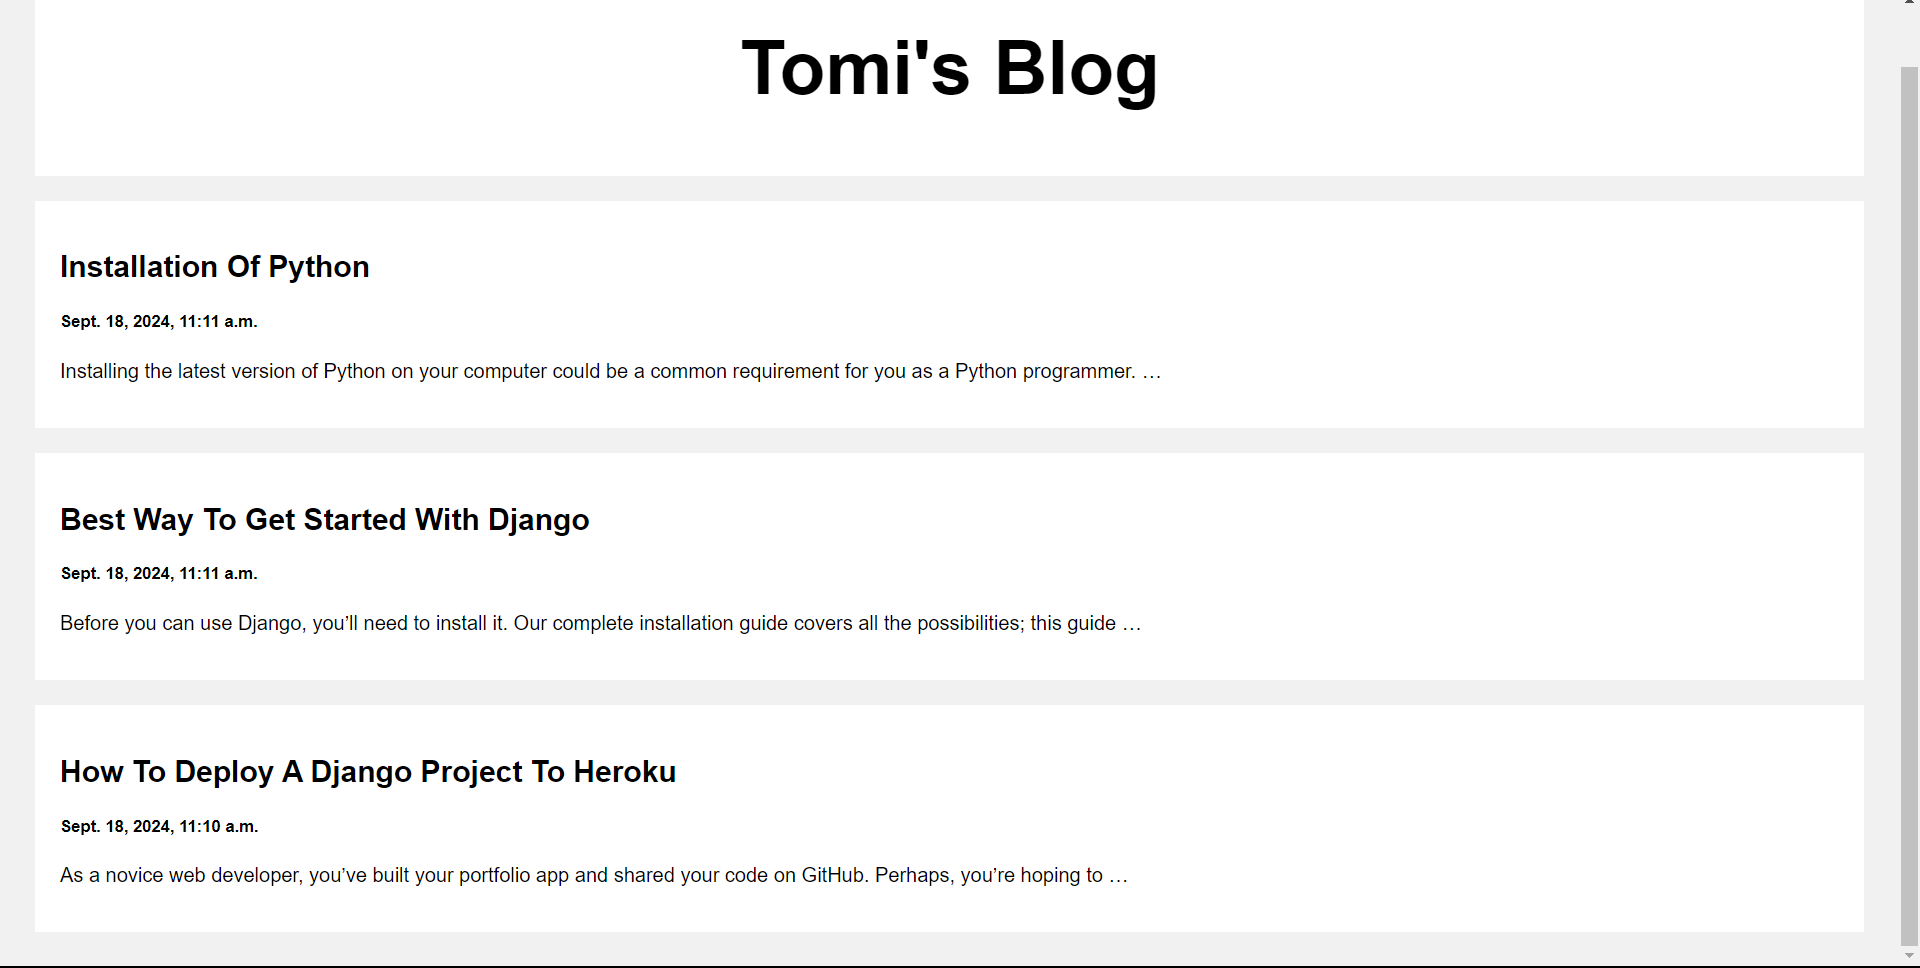 Tomi's Blog
Installation Of Python
Sept. 18, 2024, 11:11 a.m.
Installing the latest version of Python on your computer could be a common requirement for you as a Python programmer. …
Best Way To Get Started With Django
Sept. 18, 2024, 11:11 a.m.
Before you can use Django, you’ll need to install it. Our complete installation guide covers all the possibilities; this guide …
How To Deploy A Django Project To Heroku
Sept. 18, 2024, 11:10 a.m.
As a novice web developer, you’ve built your portfolio app and shared your code on GitHub. Perhaps, you’re hoping to …